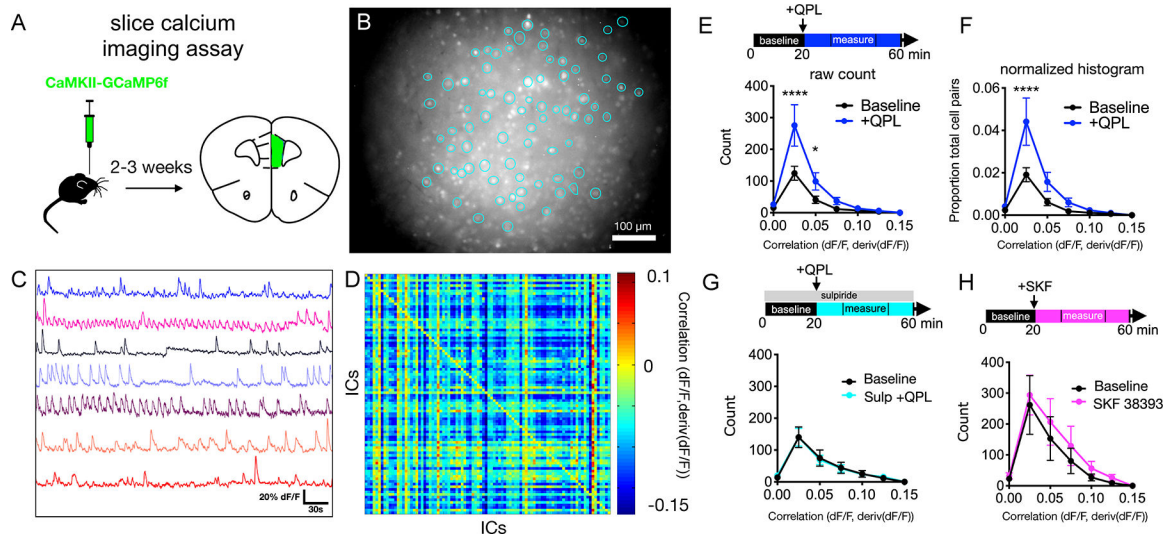 A
slice calcium
imaging assay
CaMKII-GCaMP6f
2-3 weeks
B
100 µm
C
20% dF/F
30s
D
ICs
ICs
0.1
0
-0.15
Correlation (dF/F,deriv(dF/F))
E
+QPL
baseline
measure
0
20
60 min
raw count
****
*
Baseline
+QPL
Count
400
300
200
100
0
0.00
0.05
0.10
0.15
Correlation (dF/F, deriv(dF/F))
F
normalized histogram
****
Baseline
+QPL
Proportion total cell pairs
0.06
0.04
0.02
0.00
0.00
0.05
0.10
0.15
Correlation (dF/F, deriv(dF/F))
G
+QPL
sulpiride
baseline
measure
0
20
60 min
Baseline
Sulp +QPL
Count
400
300
200
100
0
0.00
0.05
0.10
0.15
Correlation (dF/F, deriv(dF/F))
H
+SKF
baseline
measure
0
20
60 min
Baseline
SKF 38393
Count
400
300
200
100
0
0.00
0.05
0.10
0.15
Correlation (dF/F, deriv(dF/F))